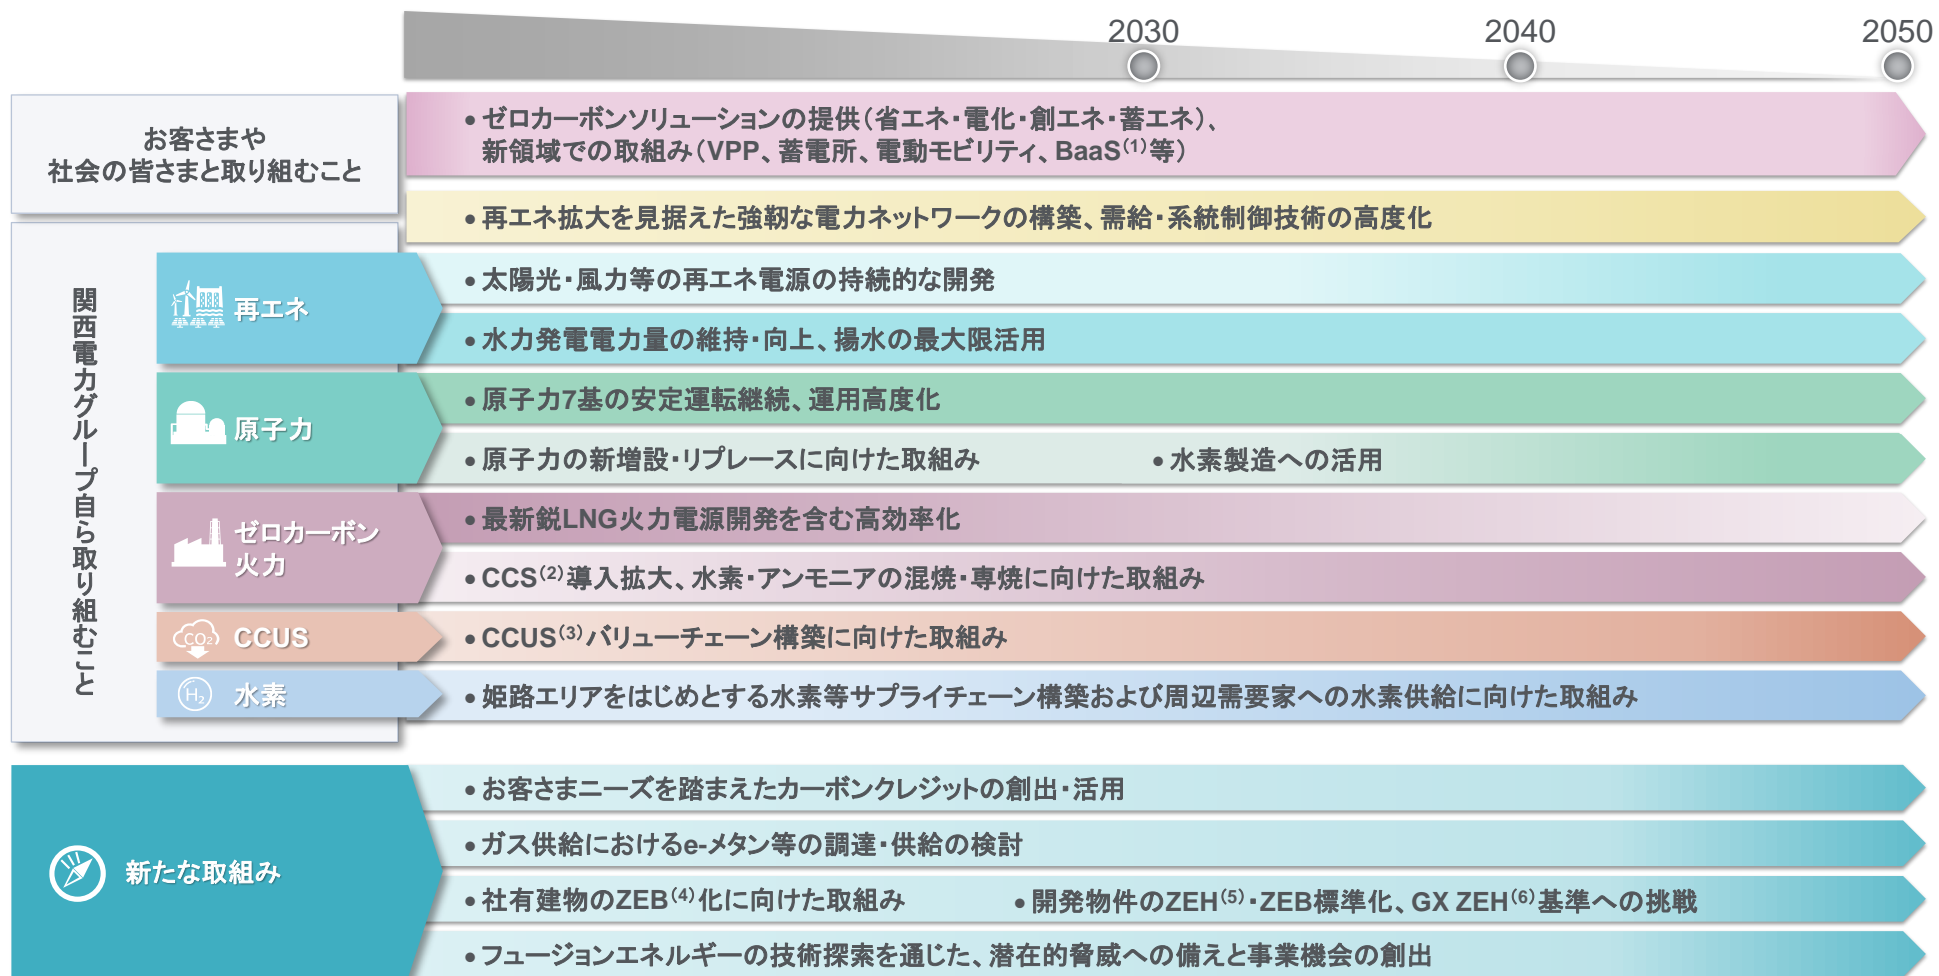 2030
2040
2050
お客さまや
社会の皆さまと取り組むこと
•ゼロカーボンソリューションの提供（省エネ・電化・創エネ・蓄エネ）、
新領域での取組み（VPP、蓄電所、電動モビリティ、BaaS⁽¹⁾等）
•再エネ拡大を見据えた強靭な電力ネットワークの構築、需給・系統制御技術の高度化
関西電力グループ自ら取り組むこと
再エネ
•太陽光・風力等の再エネ電源の持続的な開発
•水力発電電力量の維持・向上、揚水の最大限活用
原子力
•原子力7基の安定運転継続、運用高度化
•原子力の新増設・リプレースに向けた取組み
•水素製造への活用
ゼロカーボン
火力
•最新鋭LNG火力電源開発を含む高効率化
•CCS⁽²⁾導入拡大、水素・アンモニアの混焼・専焼に向けた取組み
CO₂
CCUS
•CCUS⁽³⁾バリューチェーン構築に向けた取組み
H₂
水素
•姫路エリアをはじめとする水素等サプライチェーン構築および周辺需要家への水素供給に向けた取組み
新たな取組み
•お客さまニーズを踏まえたカーボンクレジットの創出・活用
•ガス供給におけるe-メタン等の調達・供給の検討
•社有建物のZEB⁽⁴⁾化に向けた取組み
•開発物件のZEH⁽⁵⁾・ZEB標準化、GX ZEH⁽⁶⁾基準への挑戦
•フュージョンエネルギーの技術探索を通じた、潜在的脅威への備えと事業機会の創出